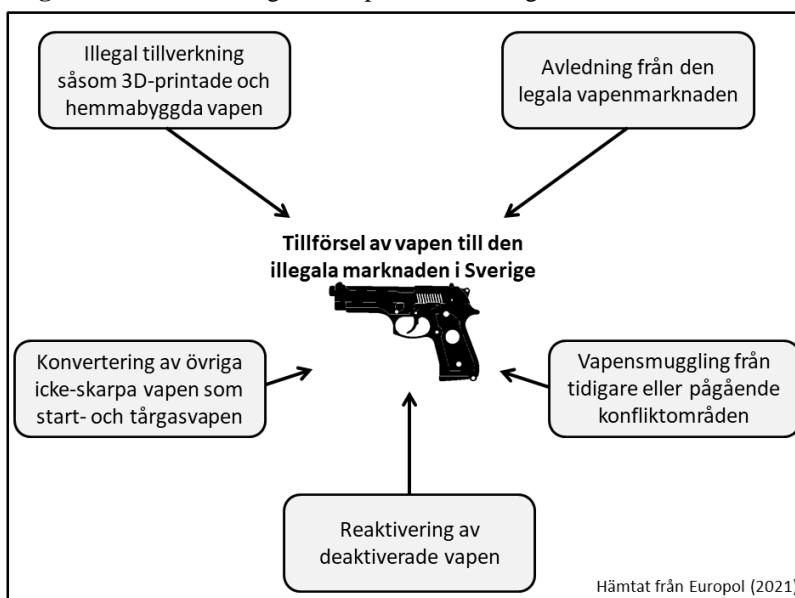 Illegal tillverkning
såsom 3D-printade och
hemmabyggda vapen
Avledning från den
legala vapenmarknaden
Tillförsel av vapen till den
illegala marknaden i Sverige
Konvertering av övriga
icke-skarpa vapen som
start- och tårgasvapen
Vapensmuggling från
tidigare eller pågående
konfliktområden
Reaktivering av
deaktiverade vapen
Hämtat från Europol (2021)